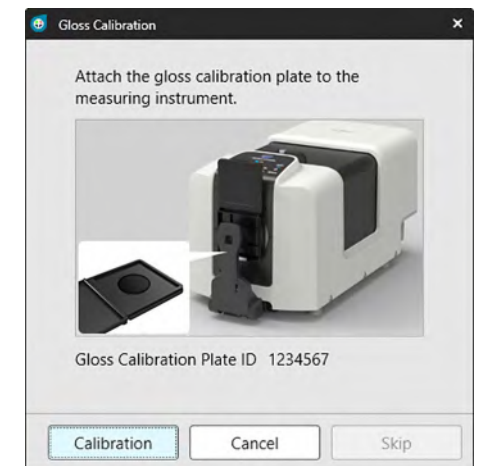 Gloss Calibration
Attach the gloss calibration plate to the
measuring instrument.
Gloss Calibration Plate ID 1234567
Calibration
Cancel
Skip